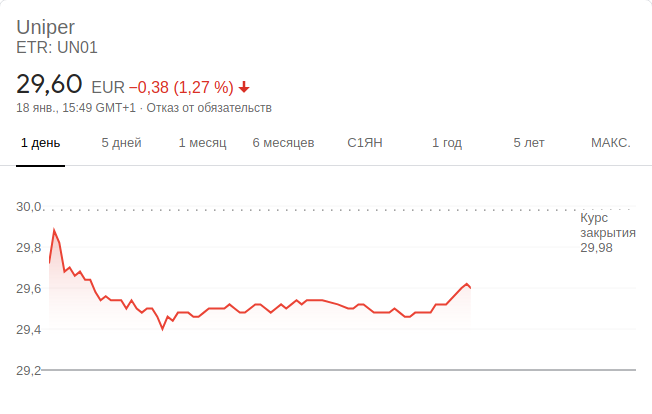 Uniper
ETR: UN01
29,60 EUR −0,38 (1,27 %)
18 янв., 15:49 GMT+1 · Отказ от обязательств
1 день 5 дней 1 месяц 6 месяцев С1ЯН 1 год 5 лет МАКС.
30,0
Курс
закрытия
29,98
29,8
29,6
29,4
29,2